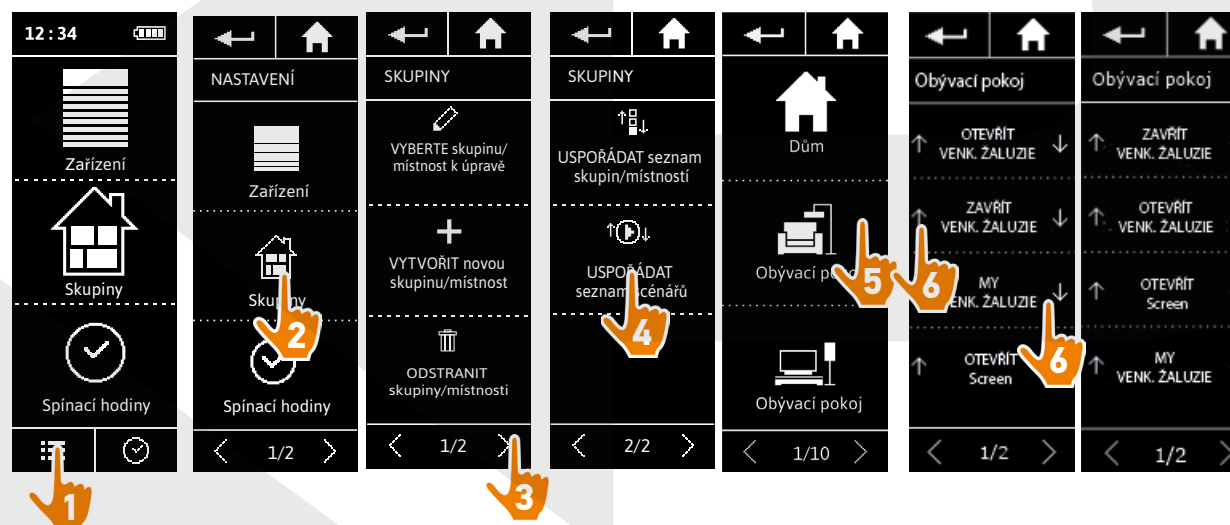 12:34
Zařízení
Skupiny
Spínací hodiny
1
NASTAVENÍ
Zařízení
Skupiny
2
Spínací hodiny
1/2
SKUPINY
VYBERTE skupinu/
místnost k úpravě
VYTVOŘIT novou
skupinu/místnost
ODSTRANIT
skupiny/místnosti
1/2
3
SKUPINY
USPOŘÁDAT seznam
skupin/místností
USPOŘÁDAT
seznam scénářů
4
2/2
Dům
Obývací pokoj
5
Obývací pokoj
1/10
Obývací pokoj
OTEVŘÍT
VENK. ŽALUZIE
ZAVŘÍT
VENK. ŽALUZIE
6
MY
VENK. ŽALUZIE
6
OTEVŘÍT
Screen
1/2
Obývací pokoj
ZAVŘÍT
VENK. ŽALUZIE
OTEVŘÍT
VENK. ŽALUZIE
OTEVŘÍT
Screen
MY
VENK. ŽALUZIE
1/2